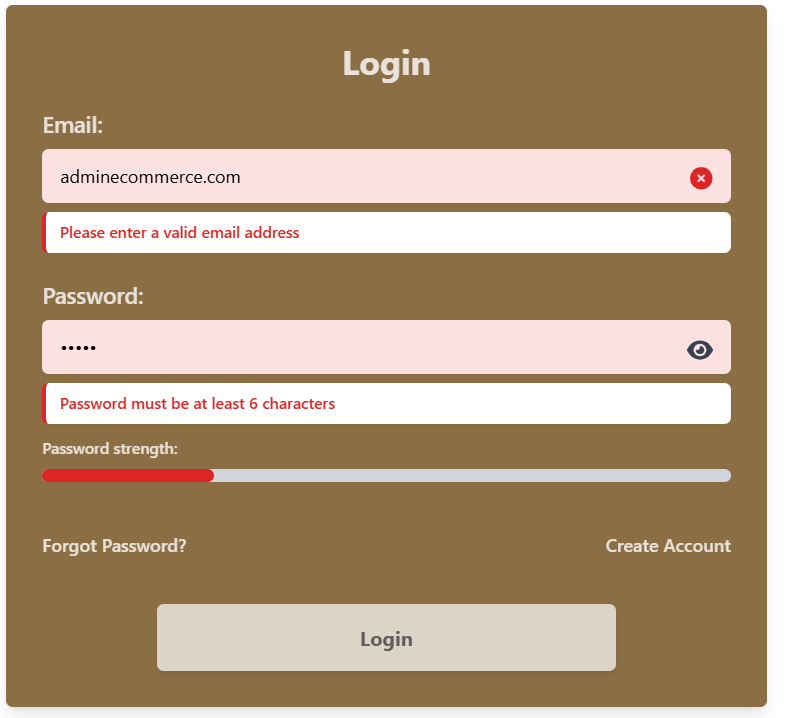 Login
Email:
adminecommerce.com
Please enter a valid email address
Password:
•••••
Password must be at least 6 characters
Password strength:
Forgot Password?
Create Account
Login